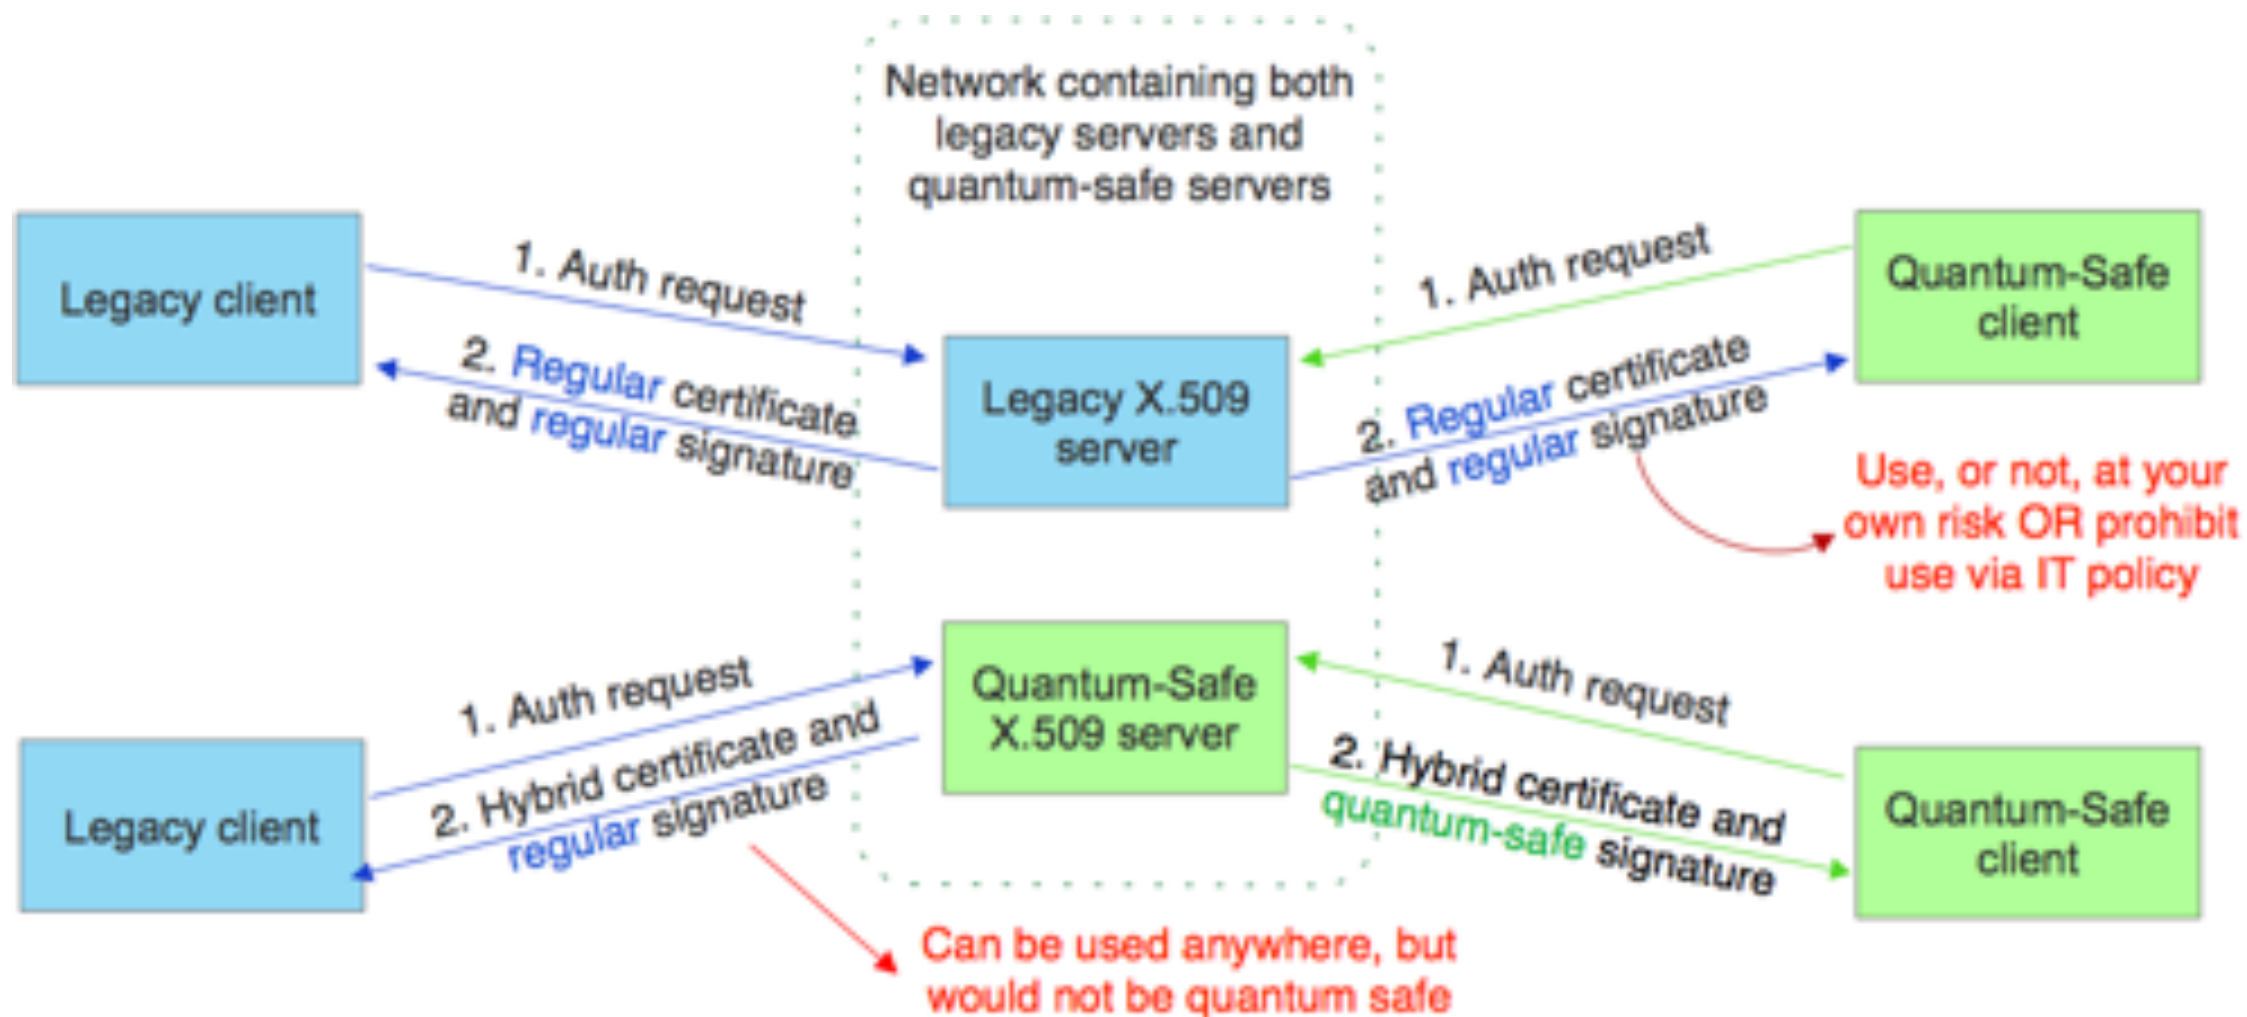 Network containing both
legacy servers and
quantum-safe servers
Legacy client
1. Auth request
2. Regular certificate
and regular signature
Legacy X.509
server
1. Auth request
2. Regular certificate
and regular signature
Quantum-Safe
client
Use, or not, at your
own risk OR prohibit
use via IT policy
Legacy client
1. Auth request
2. Hybrid certificate and
regular signature
Quantum-Safe
X.509 server
1. Auth request
2. Hybrid certificate and
quantum-safe signature
Quantum-Safe
client
Can be used anywhere, but
would not be quantum safe